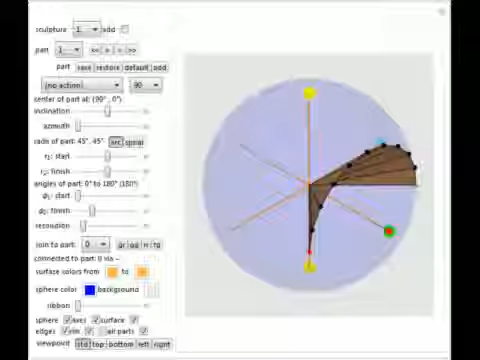 sculpture 1 add
part 1 << < > >>
part save restore default add
(no action) 90
center of part at: (90°, 0°)
inclination
azimuth
radii of part: 45°, 45° arc spiral
r₁: start
r₂: finish
angles of part: 0° to 180° (180°)
ϕ₁: start
ϕ₂: finish
resolution
join to part: 0
connected to part: 0 via –
surface colors from to
sphere color background
ribbon
sphere axes surface
edges rim all parts
viewpoint std top bottom left right